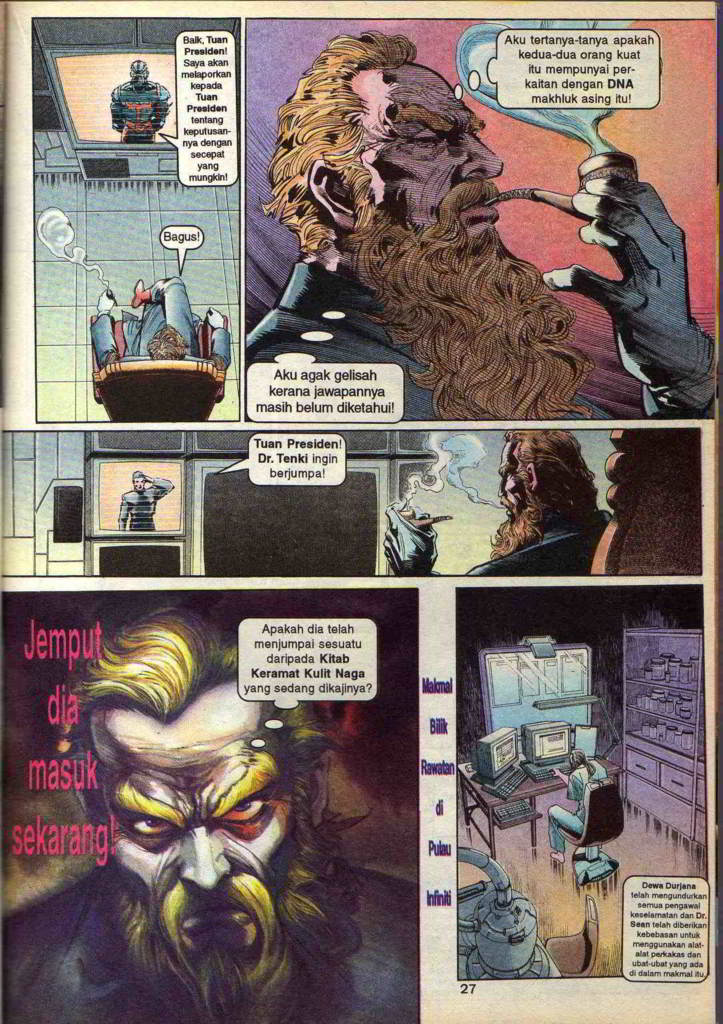 Baik, Tuan
Presiden!
Saya akan
melaporkan
kepada
Tuan
Presiden
tentang
keputusan-
nya dengan
secepat
yang
mungkin!
Bagus!
Aku tertanya-tanya apakah
kedua-dua orang kuat
itu mempunyai per-
kaitan dengan DNA
makhluk asing itu!
Aku agak gelisah
kerana jawapannya
masih belum diketahui!
Tuan Presiden!
Dr. Tenki ingin
berjumpa!
Jemput
dia
masuk
sekarang!
Apakah dia telah
menjumpai sesuatu
daripada Kitab
Keramat Kulit Naga
yang sedang dikajinya?
Makmal
Bilik
Rawatan
di
Pulau
Infiniti
Dewa Durjana
telah mengundurkan
semua pengawal
keselamatan dan Dr.
Sean telah diberikan
kebebasan untuk
menggunakan alat-
alat perkakas dan
ubat-ubat yang ada
di dalam makmal itu.
27